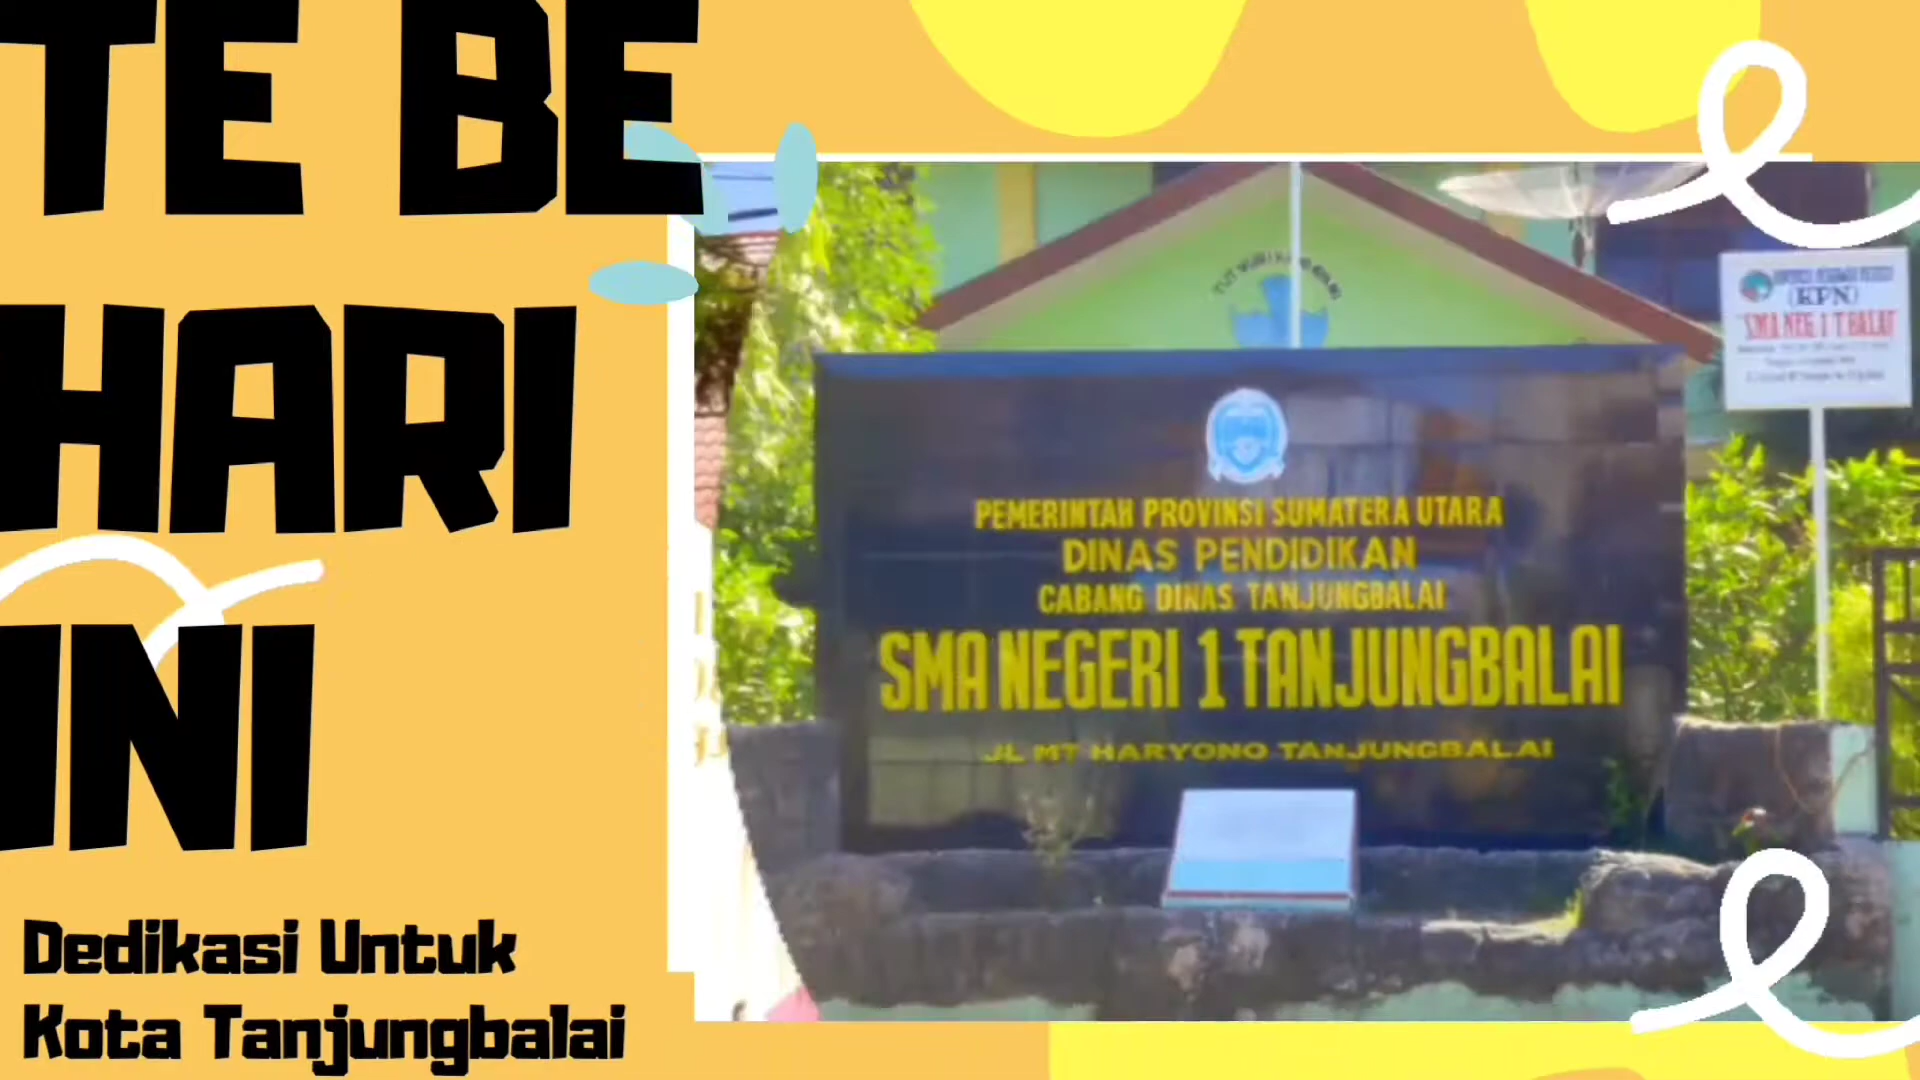 TE BE
HARI
INI
Dedikasi Untuk
Kota Tanjungbalai
PEMERINTAH PROVINSI SUMATERA UTARA
DINAS PENDIDIKAN
CABANG DINAS TANJUNGBALAI
SMA NEGERI 1 TANJUNGBALAI
JL MT HARYONO TANJUNGBALAI
(KPN)
SMA NEG 1 T BALAI